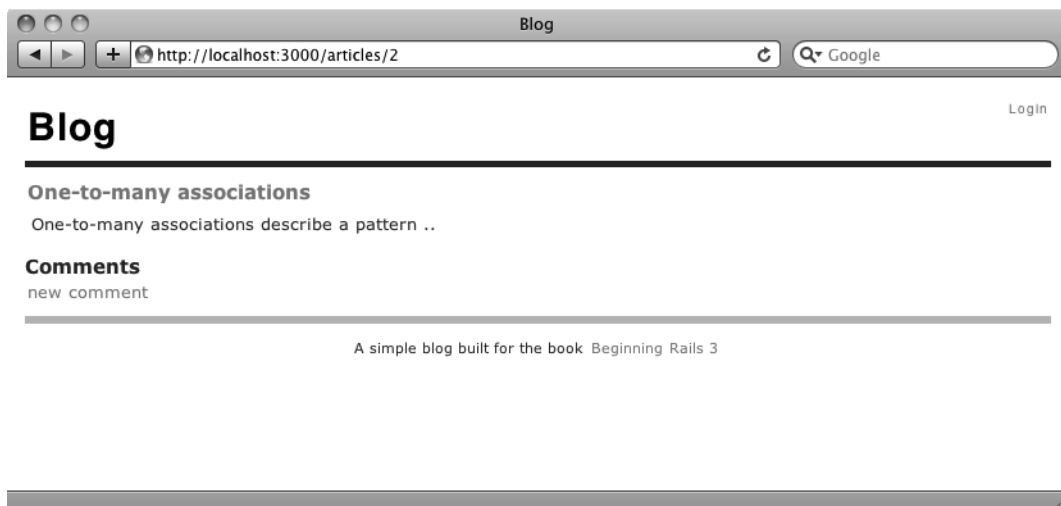 Blog
http://localhost:3000/articles/2
Google
Login
Blog
One-to-many associations
One-to-many associations describe a pattern ..
Comments
new comment
A simple blog built for the book Beginning Rails 3